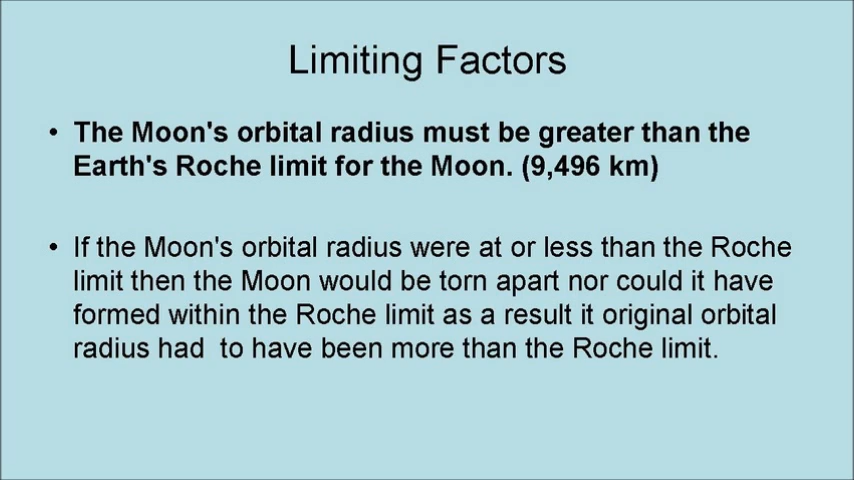 Limiting Factors
• The Moon's orbital radius must be greater than the
Earth's Roche limit for the Moon. (9,496 km)
• If the Moon's orbital radius were at or less than the Roche
limit then the Moon would be torn apart nor could it have
formed within the Roche limit as a result it original orbital
radius had  to have been more than the Roche limit.